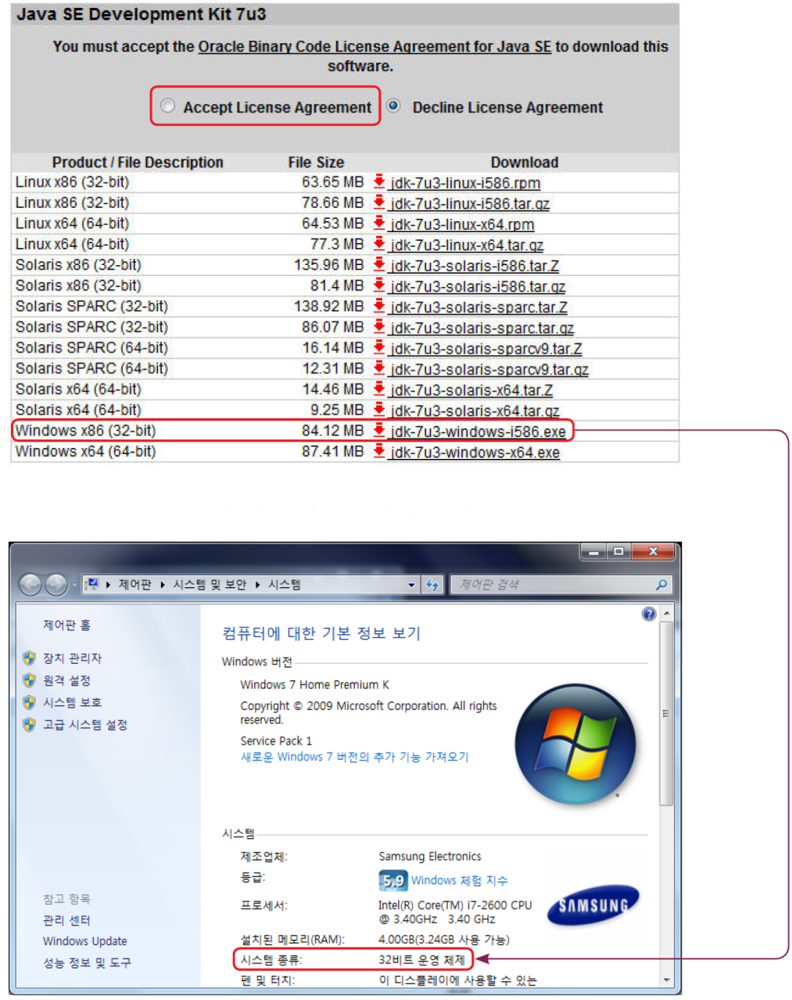 Java SE Development Kit 7u3
You must accept the Oracle Binary Code License Agreement for Java SE to download this
software.
Accept License Agreement Decline License Agreement
Product / File Description File Size Download
Linux x86 (32-bit) 63.65 MB jdk-7u3-linux-i586.rpm
Linux x86 (32-bit) 78.66 MB jdk-7u3-linux-i586.tar.gz
Linux x64 (64-bit) 64.53 MB jdk-7u3-linux-x64.rpm
Linux x64 (64-bit) 77.3 MB jdk-7u3-linux-x64.tar.gz
Solaris x86 (32-bit) 135.96 MB jdk-7u3-solaris-i586.tar.Z
Solaris x86 (32-bit) 81.4 MB jdk-7u3-solaris-i586.tar.gz
Solaris SPARC (32-bit) 138.92 MB jdk-7u3-solaris-sparc.tar.Z
Solaris SPARC (32-bit) 86.07 MB jdk-7u3-solaris-sparc.tar.gz
Solaris SPARC (64-bit) 16.14 MB jdk-7u3-solaris-sparcv9.tar.Z
Solaris SPARC (64-bit) 12.31 MB jdk-7u3-solaris-sparcv9.tar.gz
Solaris x64 (64-bit) 14.46 MB jdk-7u3-solaris-x64.tar.Z
Solaris x64 (64-bit) 9.25 MB jdk-7u3-solaris-x64.tar.gz
Windows x86 (32-bit) 84.12 MB jdk-7u3-windows-i586.exe
Windows x64 (64-bit) 87.41 MB jdk-7u3-windows-x64.exe
제어판 시스템 및 보안 시스템 제어판 검색
제어판 홈
장치 관리자
원격 설정
시스템 보호
고급 시스템 설정
참고 항목
관리 센터
Windows Update
성능 정보 및 도구
컴퓨터에 대한 기본 정보 보기
Windows 버전
Windows 7 Home Premium K
Copyright © 2009 Microsoft Corporation. All rights
reserved.
Service Pack 1
새로운 Windows 7 버전의 추가 기능 가져오기
시스템
제조업체: Samsung Electronics
등급: 5,9 Windows 체험 지수
프로세서: Intel(R) Core(TM) i7-2600 CPU
@ 3.40GHz 3.40 GHz
SAMSUNG
설치된 메모리(RAM): 4.00GB(3.24GB 사용 가능)
시스템 종류: 32비트 운영 체제
펜 및 터치: 이 디스플레이에 사용할 수 있는